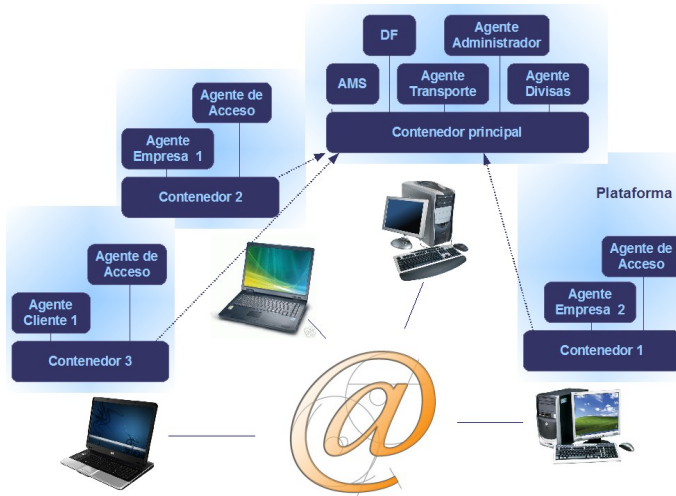 DF
Agente
Administrador
AMS
Agente
Transporte
Agente
Divisas
Contenedor principal
Agente de
Acceso
Agente
Empresa 1
Contenedor 2
Plataforma
Agente de
Acceso
Agente
Cliente 1
Contenedor 3
Agente de
Acceso
Agente
Empresa 2
Contenedor 1